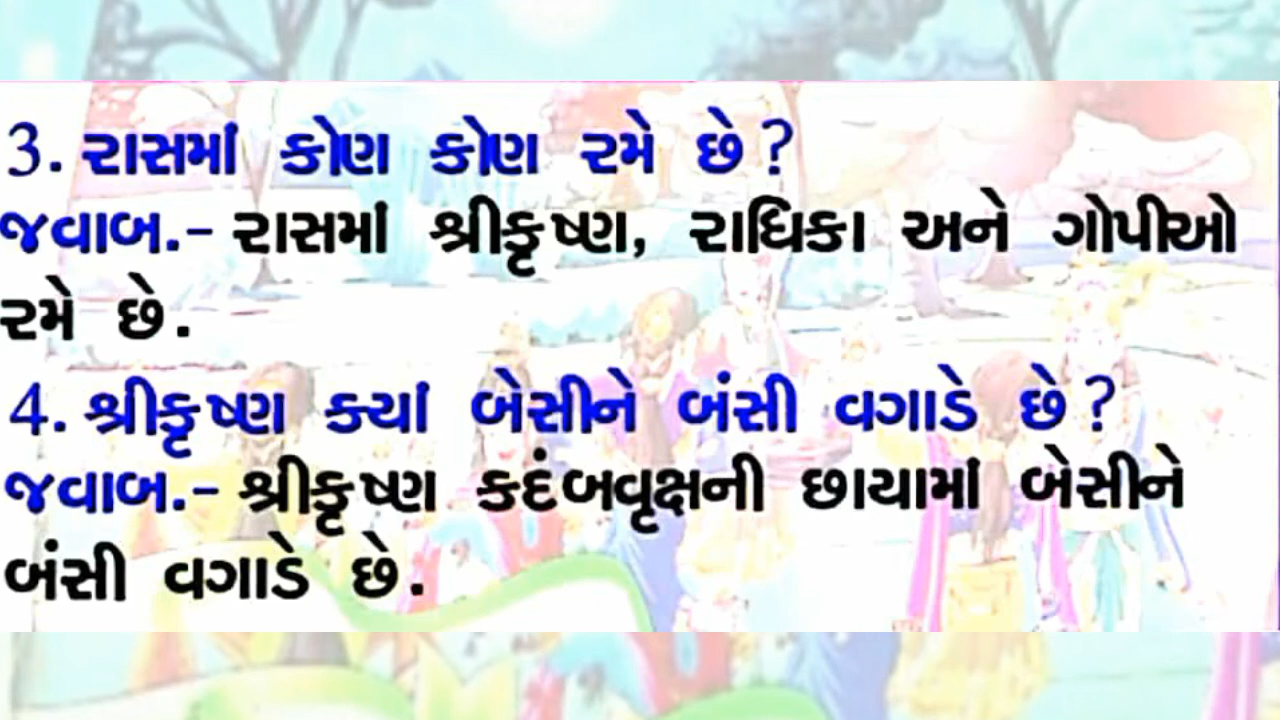 3. રાસમાં કોણ કોણ રમે છે?
જવાબ.- રાસમાં શ્રીકૃષ્ણ, રાધિકા અને ગોપીઓ
રમે છે.
4. શ્રીકૃષ્ણ ક્યાં બેસીને બંસી વગાડે છે?
જવાબ.- શ્રીકૃષ્ણ કદંબવૃક્ષની છાયામાં બેસીને
બંસી વગાડે છે.